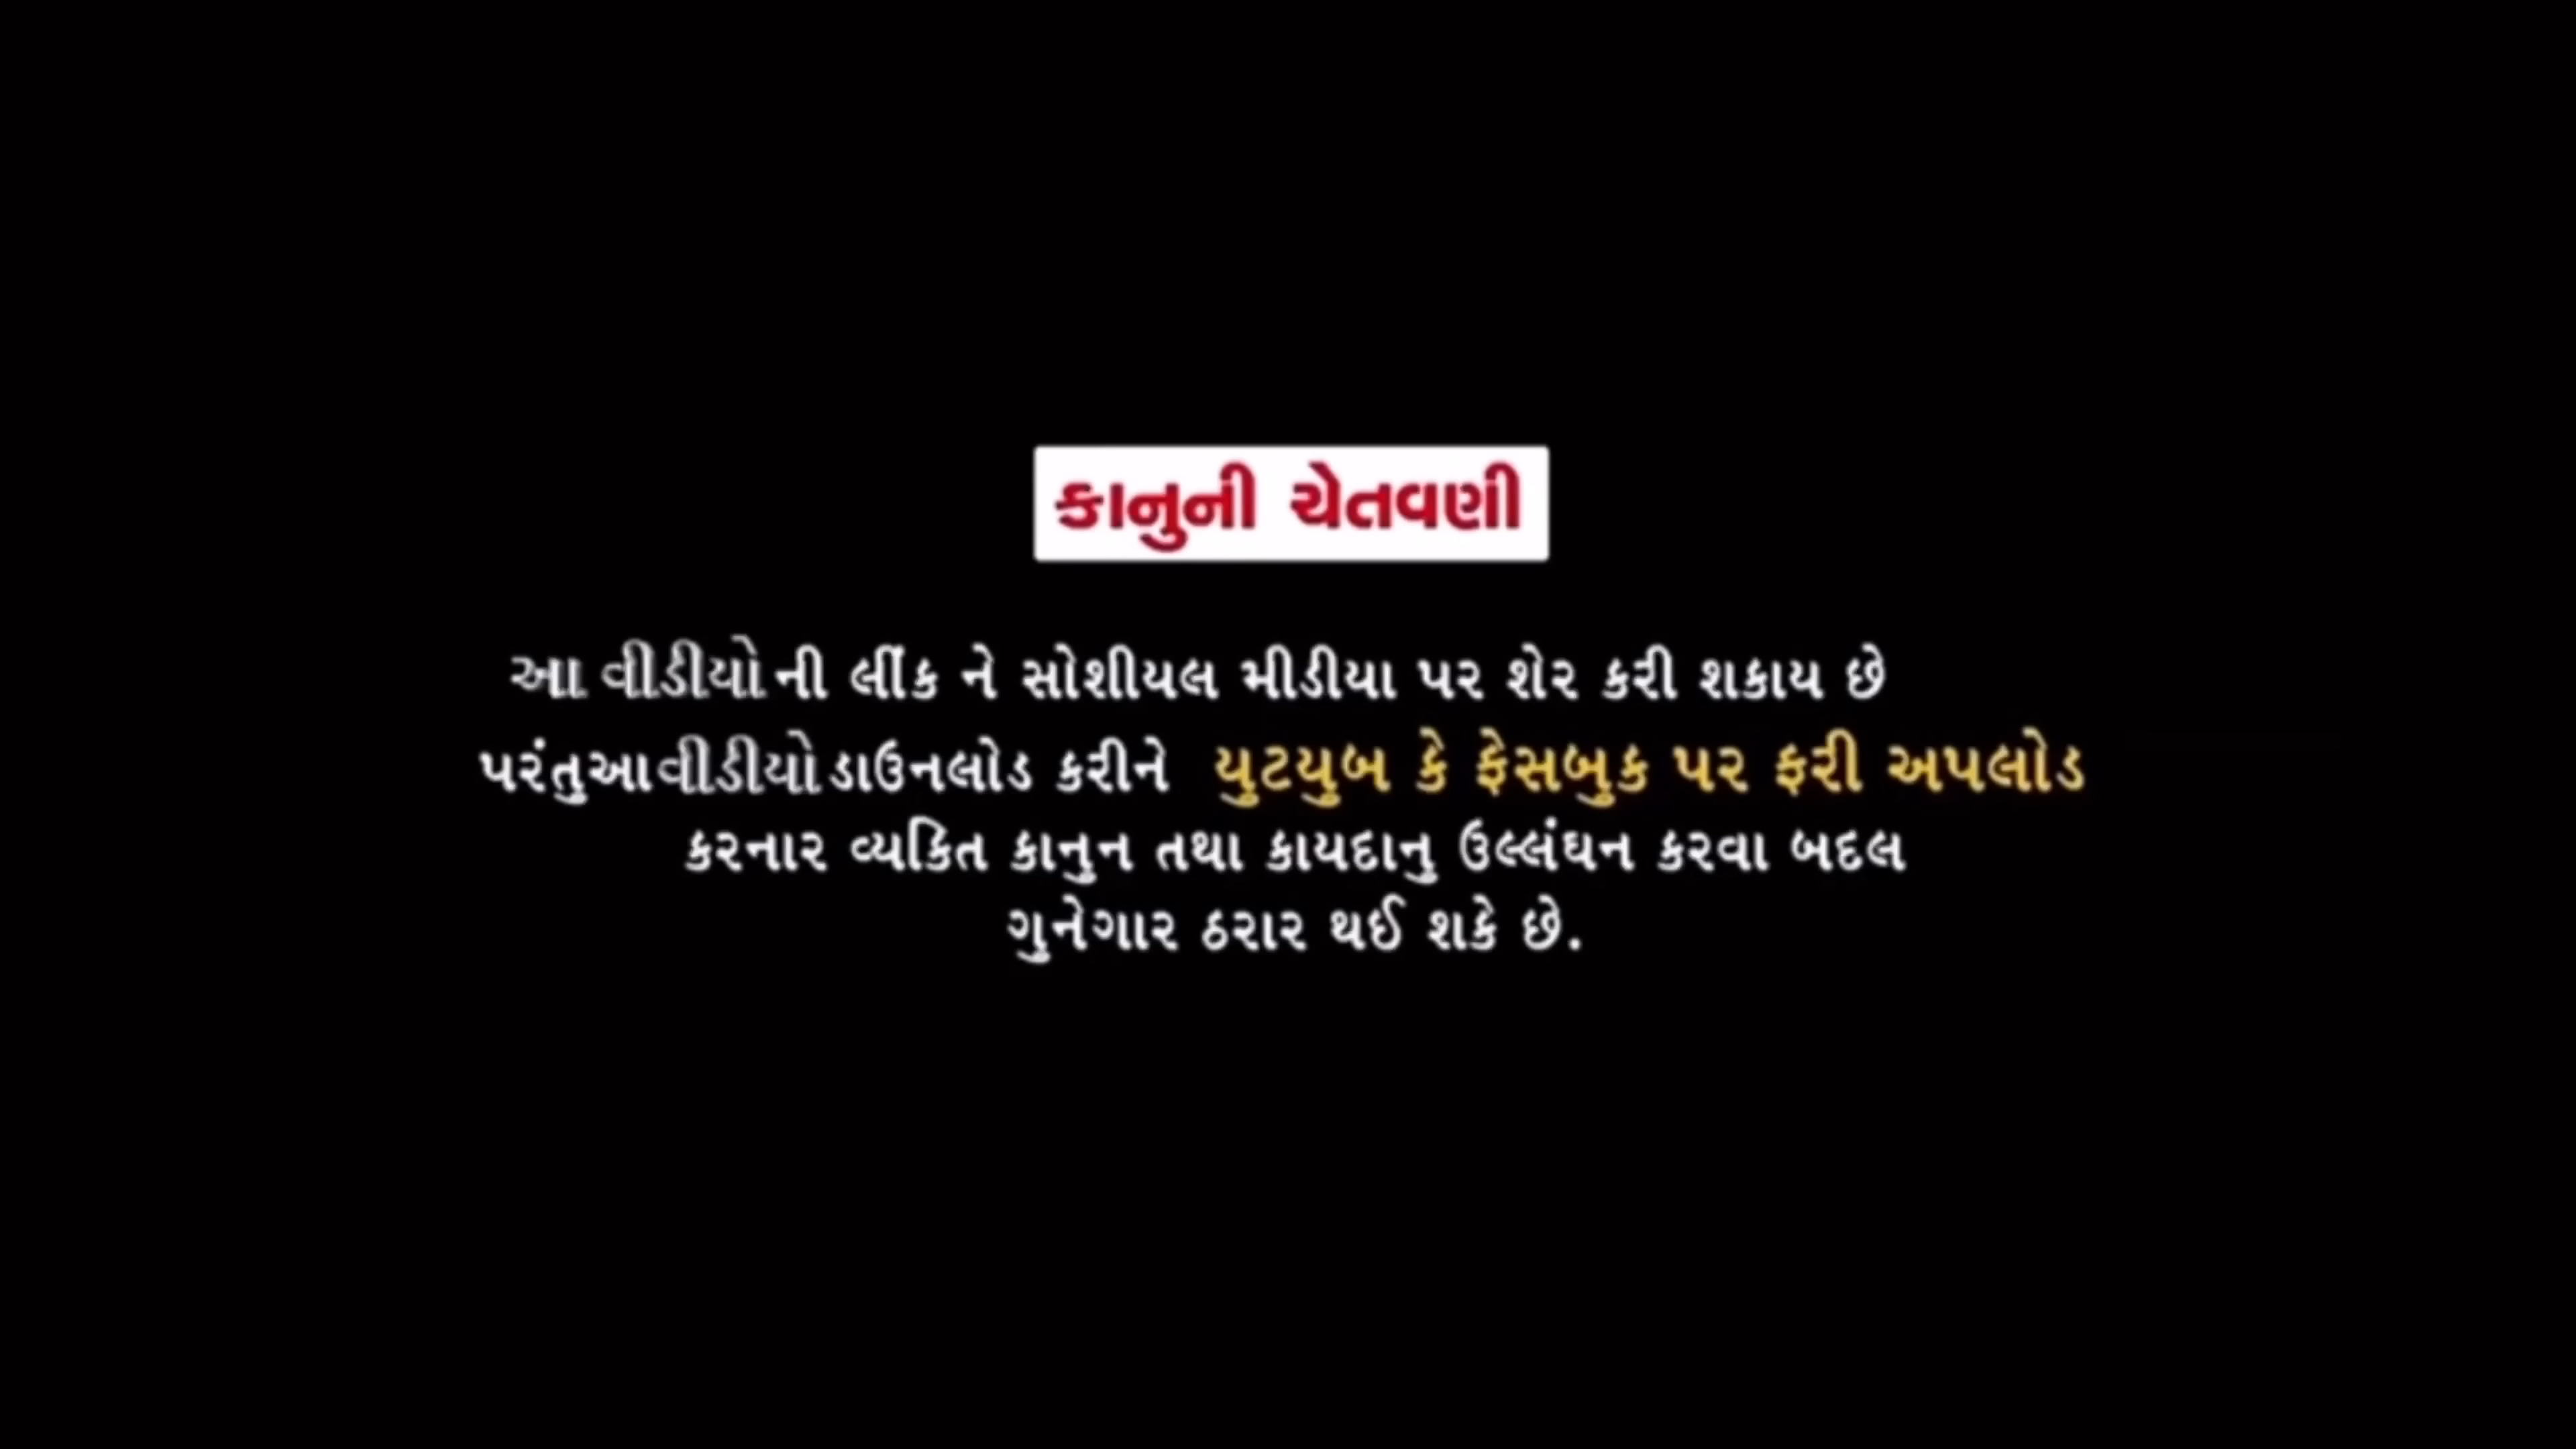 કાનુની ચેતવણી
આ વીડીયો ની લીંક ને સોશીયલ મીડીયા પર શેર કરી શકાય છે
પરંતુઆવીડીયો ડાઉનલોડ કરીને યુટયુબ કે ફેસબુક પર ફરી અપલોડ
કરનાર વ્યકિત કાનુન તથા કાયદાનુ ઉલ્લંઘન કરવા બદલ
ગુનેગાર ઠરાર થઈ શકે છે.